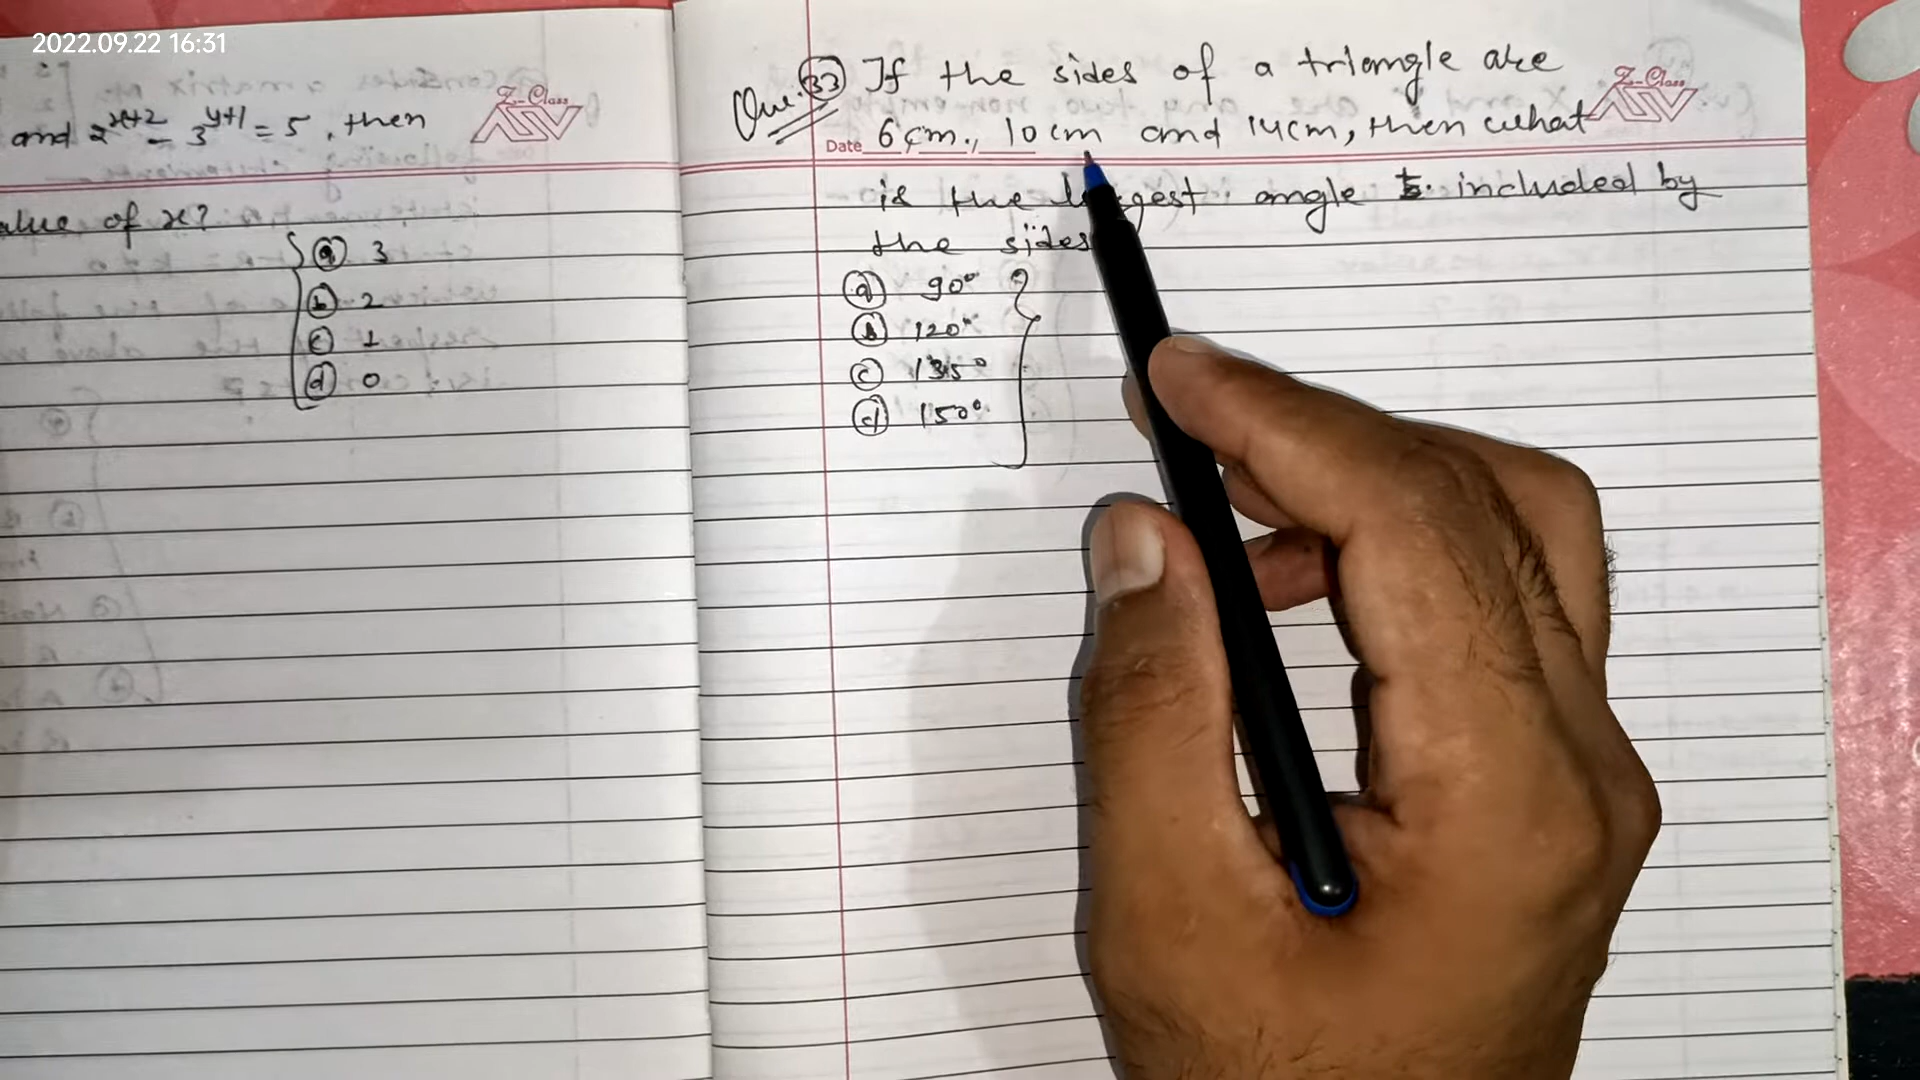 2022.09.22 16:31
and 2^{x+2} - 3^{y+1} = 5, then
alue of x?
(a) 3
(b) 2
(c) 1
(d) 0
Z-Class
Que. (33) If the sides of a triangle are
Z-Class
Date 6 cm., 10 cm and 14cm, then what
is the largest angle included by
the sides
(a) 90°
(b) 120°
(c) 135°
(d) 150°